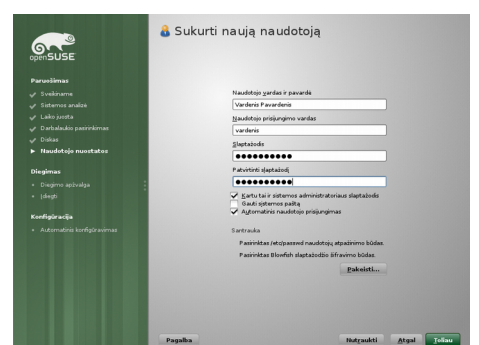 openSUSE
Sukurti naują naudotoją
Paruošimas
Sveikiname
Sistemos analizė
Laiko juosta
Darbalaukio pasirinkimas
Diskas
Naudotojo nuostatos
Diegimas
Diegimo apžvalga
Įdiegti
Konfigūracija
Automatinis konfigūravimas
Naudotojo vardas ir pavardė
Vardenis Pavardenis
Naudotojo prisijungimo vardas
vardenis
Slaptažodis
Patvirtinti slaptažodį
Kartu tai ir sistemos administratoriaus slaptažodis
Gauti sistemos paštą
Automatinis naudotojo prisijungimas
Santrauka
Pasirinktas /etc/passwd naudotojų atpažinimo būdas.
Pasirinktas Blowfish slaptažodžio šifravimo būdas.
Pakeisti...
Pagalba
Nutraukti
Atgal
Toliau